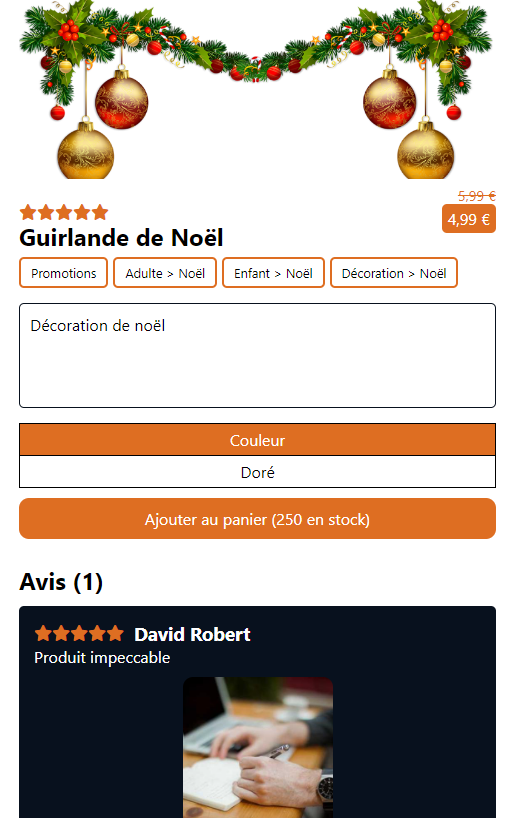 5,99 €
4,99 €
Guirlande de Noël
Promotions
Adulte > Noël
Enfant > Noël
Décoration > Noël
Décoration de noël
Couleur
Doré
Ajouter au panier (250 en stock)
Avis (1)
David Robert
Produit impeccable